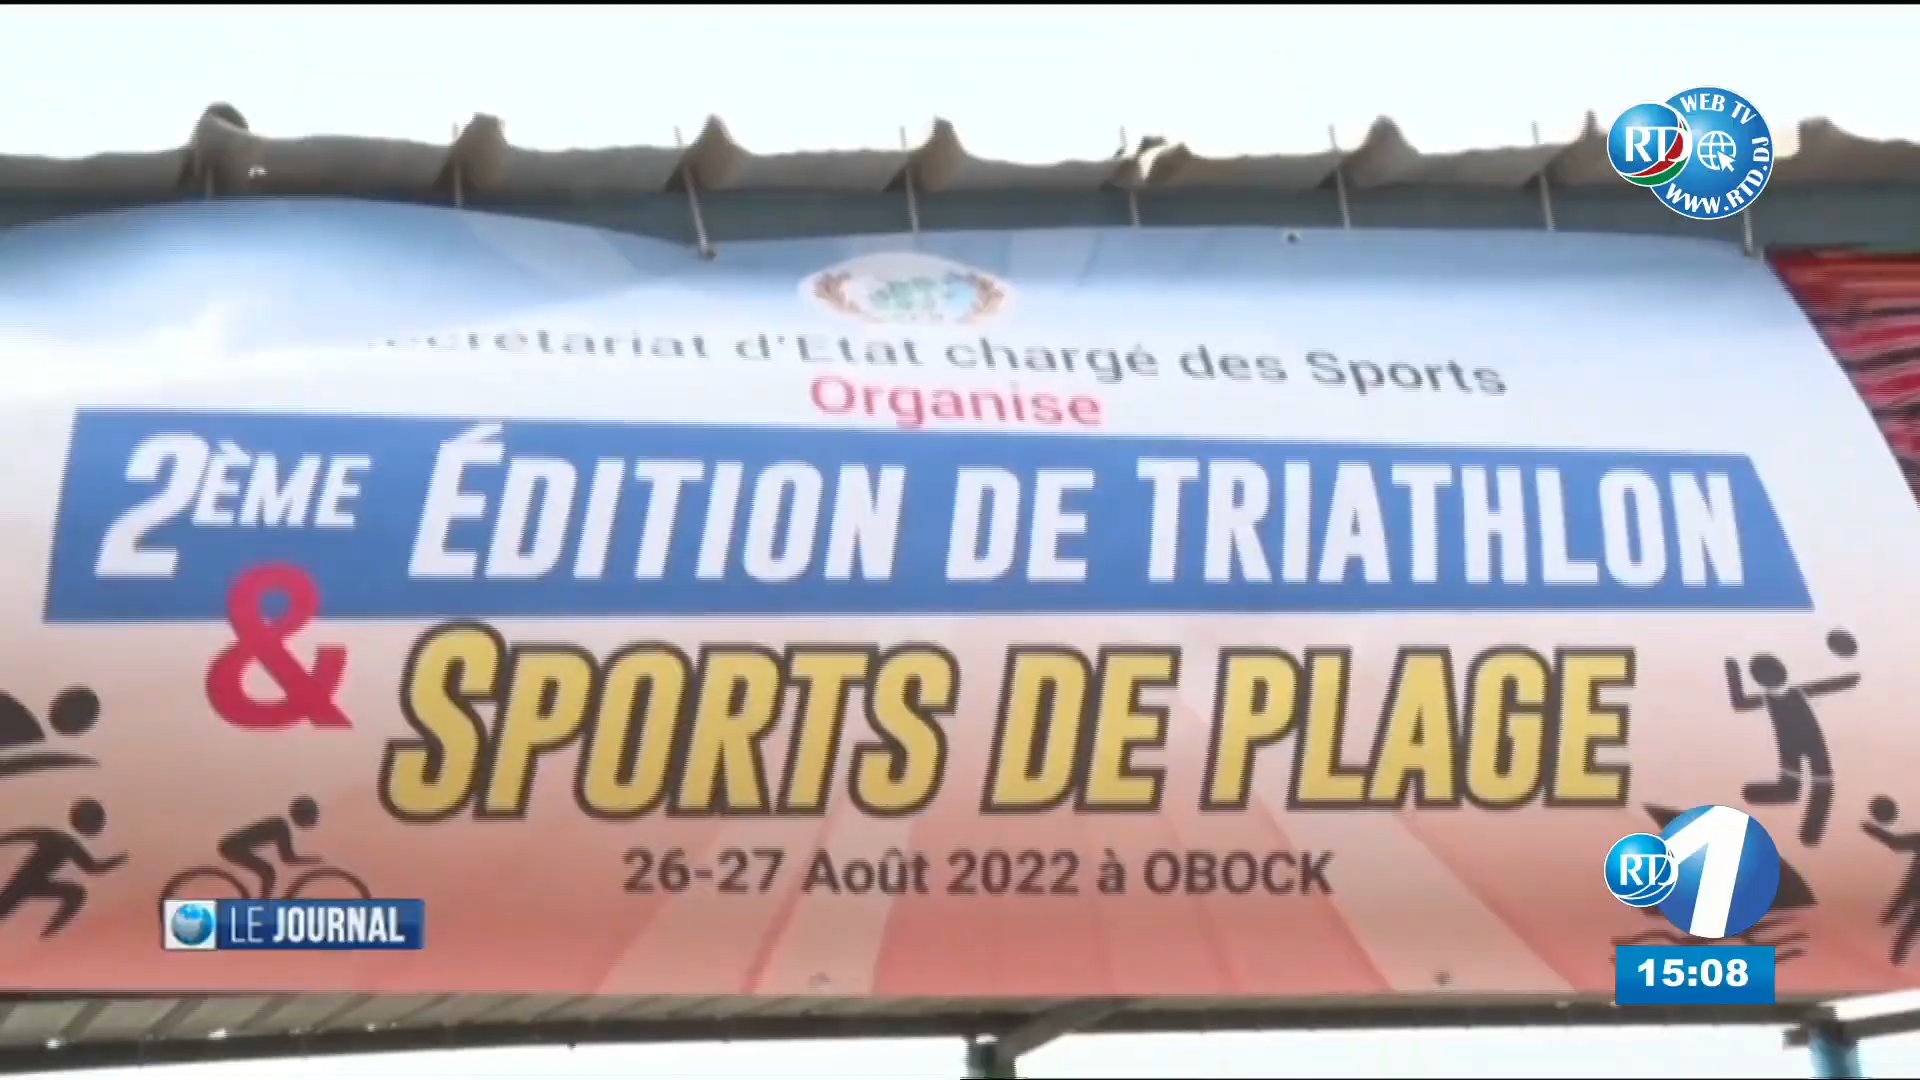 WEB TV
RTD
WWW.RTD.DJ
d'Etat chargé des Sports
Organise
2ÈME ÉDITION DE TRIATHLON
& SPORTS DE PLAGE
26-27 Août 2022 à OBOCK
LE JOURNAL
RTD 1
15:08